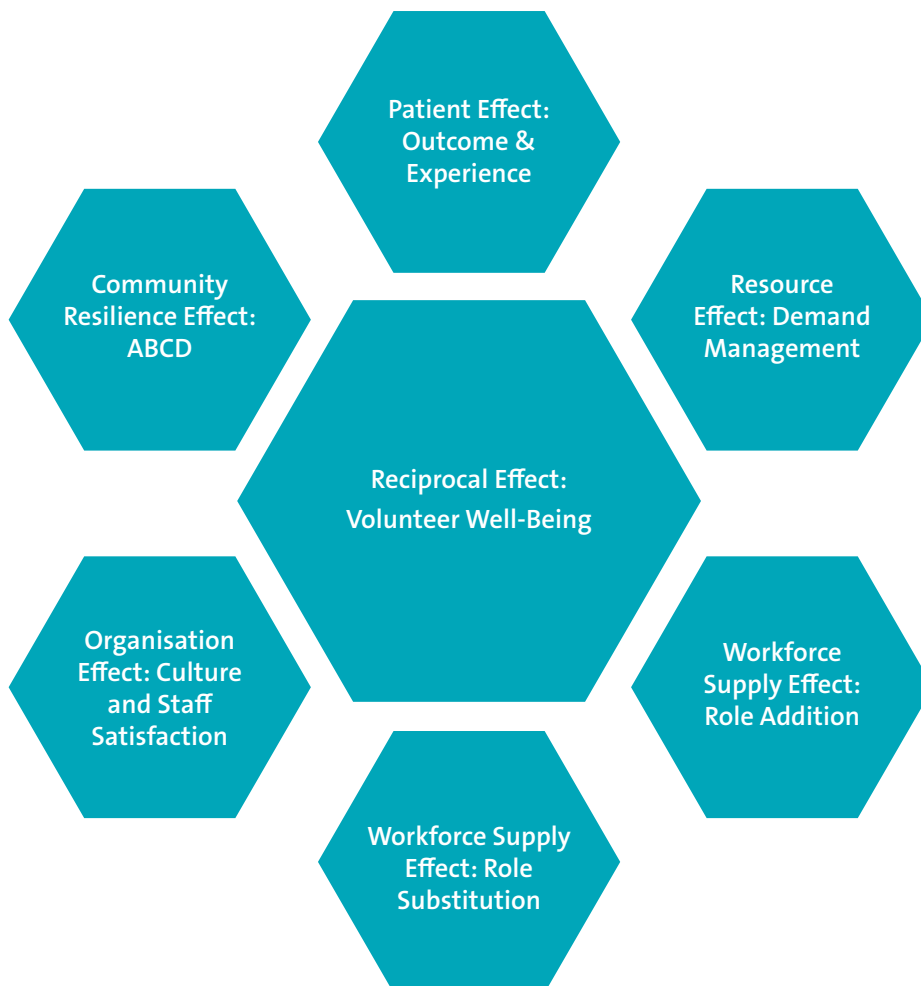 Patient Effect:
Outcome &
Experience
Community
Resilience Effect:
ABCD
Resource
Effect: Demand
Management
Reciprocal Effect:
Volunteer Well-Being
Organisation
Effect: Culture
and Staff
Satisfaction
Workforce
Supply Effect:
Role Addition
Workforce Supply
Effect: Role
Substitution